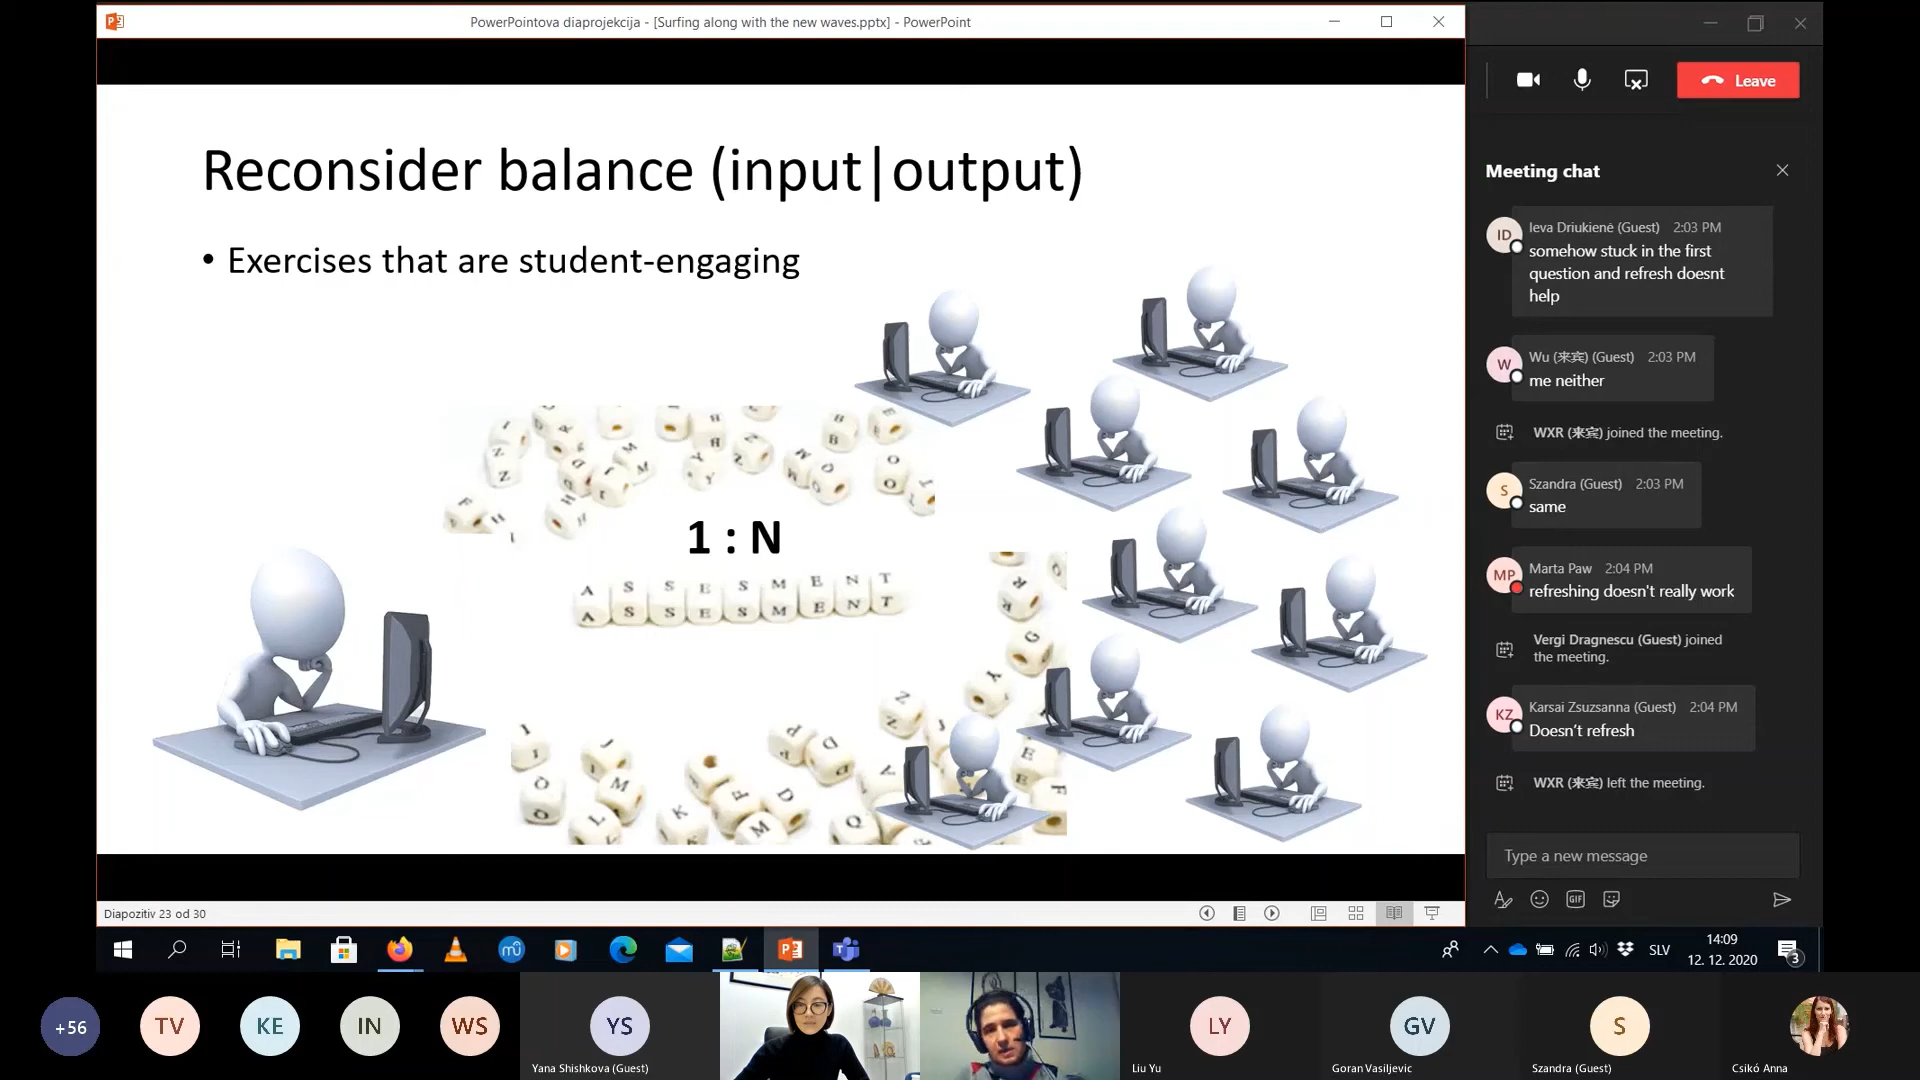 PowerPointova diaprojekcija - [Surfing along with the new waves.pptx] - PowerPoint
Reconsider balance (input|output)
• Exercises that are student-engaging
1 : N
A S S E S M E N T
A S S E S M E N T
Diapozitiv 23 od 30
Leave
Meeting chat
ID
Ieva Driukienė (Guest) 2:03 PM
somehow stuck in the first
question and refresh doesnt
help
W
Wu (来宾) (Guest) 2:03 PM
me neither
WXR (来宾) joined the meeting.
S
Szandra (Guest) 2:03 PM
same
MP
Marta Paw 2:04 PM
refreshing doesn't really work
Vergi Dragnescu (Guest) joined
the meeting.
KZ
Karsai Zsuzsanna (Guest) 2:04 PM
Doesn't refresh
WXR (来宾) left the meeting.
Type a new message
GIF
SLV
14:09
12. 12. 2020
3
+56
TV
KE
IN
WS
YS
LY
GV
S
Yana Shishkova (Guest)
Liu Yu
Goran Vasiljevic
Szandra (Guest)
Csikó Anna